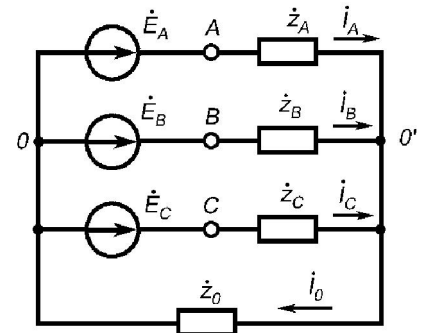 Ė_A A ż_A i̇_A
0 Ė_B B ż_B i̇_B 0'
Ė_C C ż_C i̇_C
ż_0 i̇_0